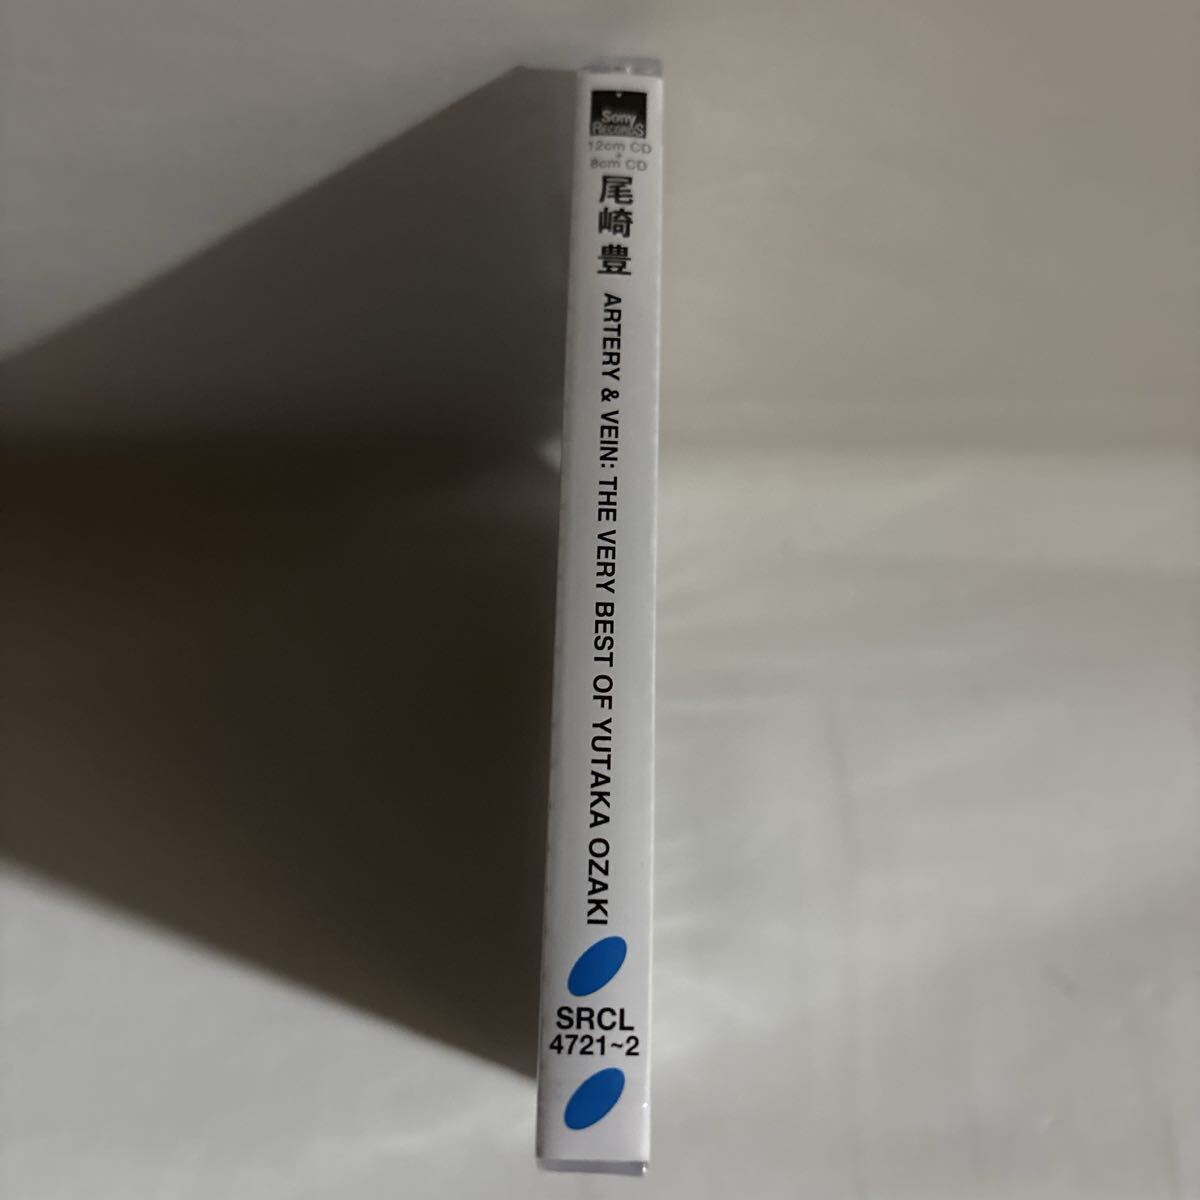 Sony
RECORDS
12cm CD
+
8cm CD
尾崎 豊
ARTERY & VEIN: THE VERY BEST OF YUTAKA OZAKI
SRCL
4721~2